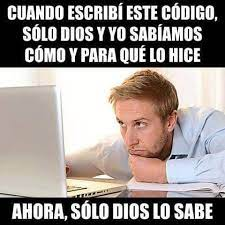 CUANDO ESCRIBÍ ESTE CÓDIGO,
SÓLO DIOS Y YO SABÍAMOS
CÓMO Y PARA QUÉ LO HICE
AHORA, SÓLO DIOS LO SABE